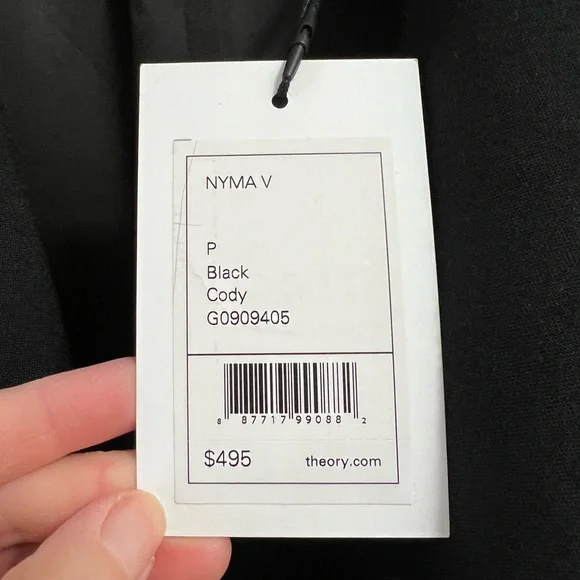 NYMA V
P
Black
Cody
G0909405
8 87717 99088 2
$495 theory.com